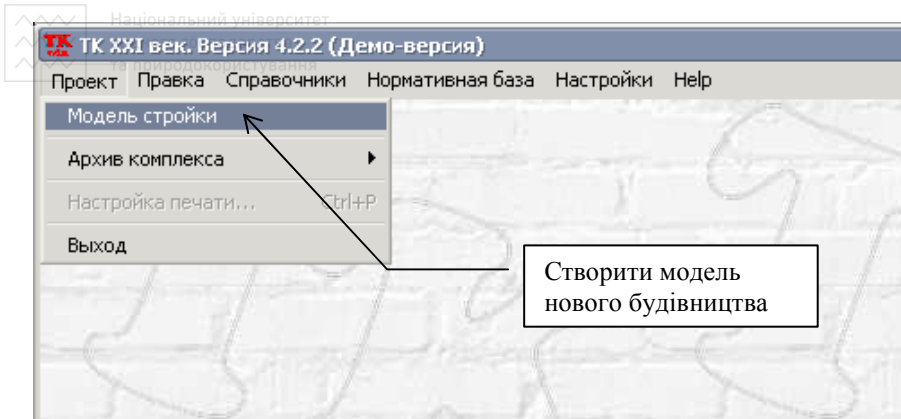 Національний університет
ТК XXI век. Версия 4.2.2 (Демо-версия)
та природокористування
Проект Правка Справочники Нормативная база Настройки Help
Модель стройки
Архив комплекса
Настройка печати... Ctrl+P
Выход
Створити модель
нового будівництва